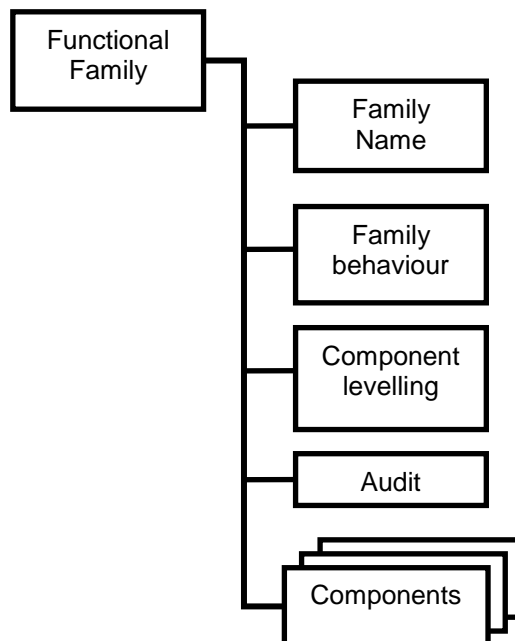 Functional
Family
Family
Name
Family
behaviour
Component
levelling
Audit
Components